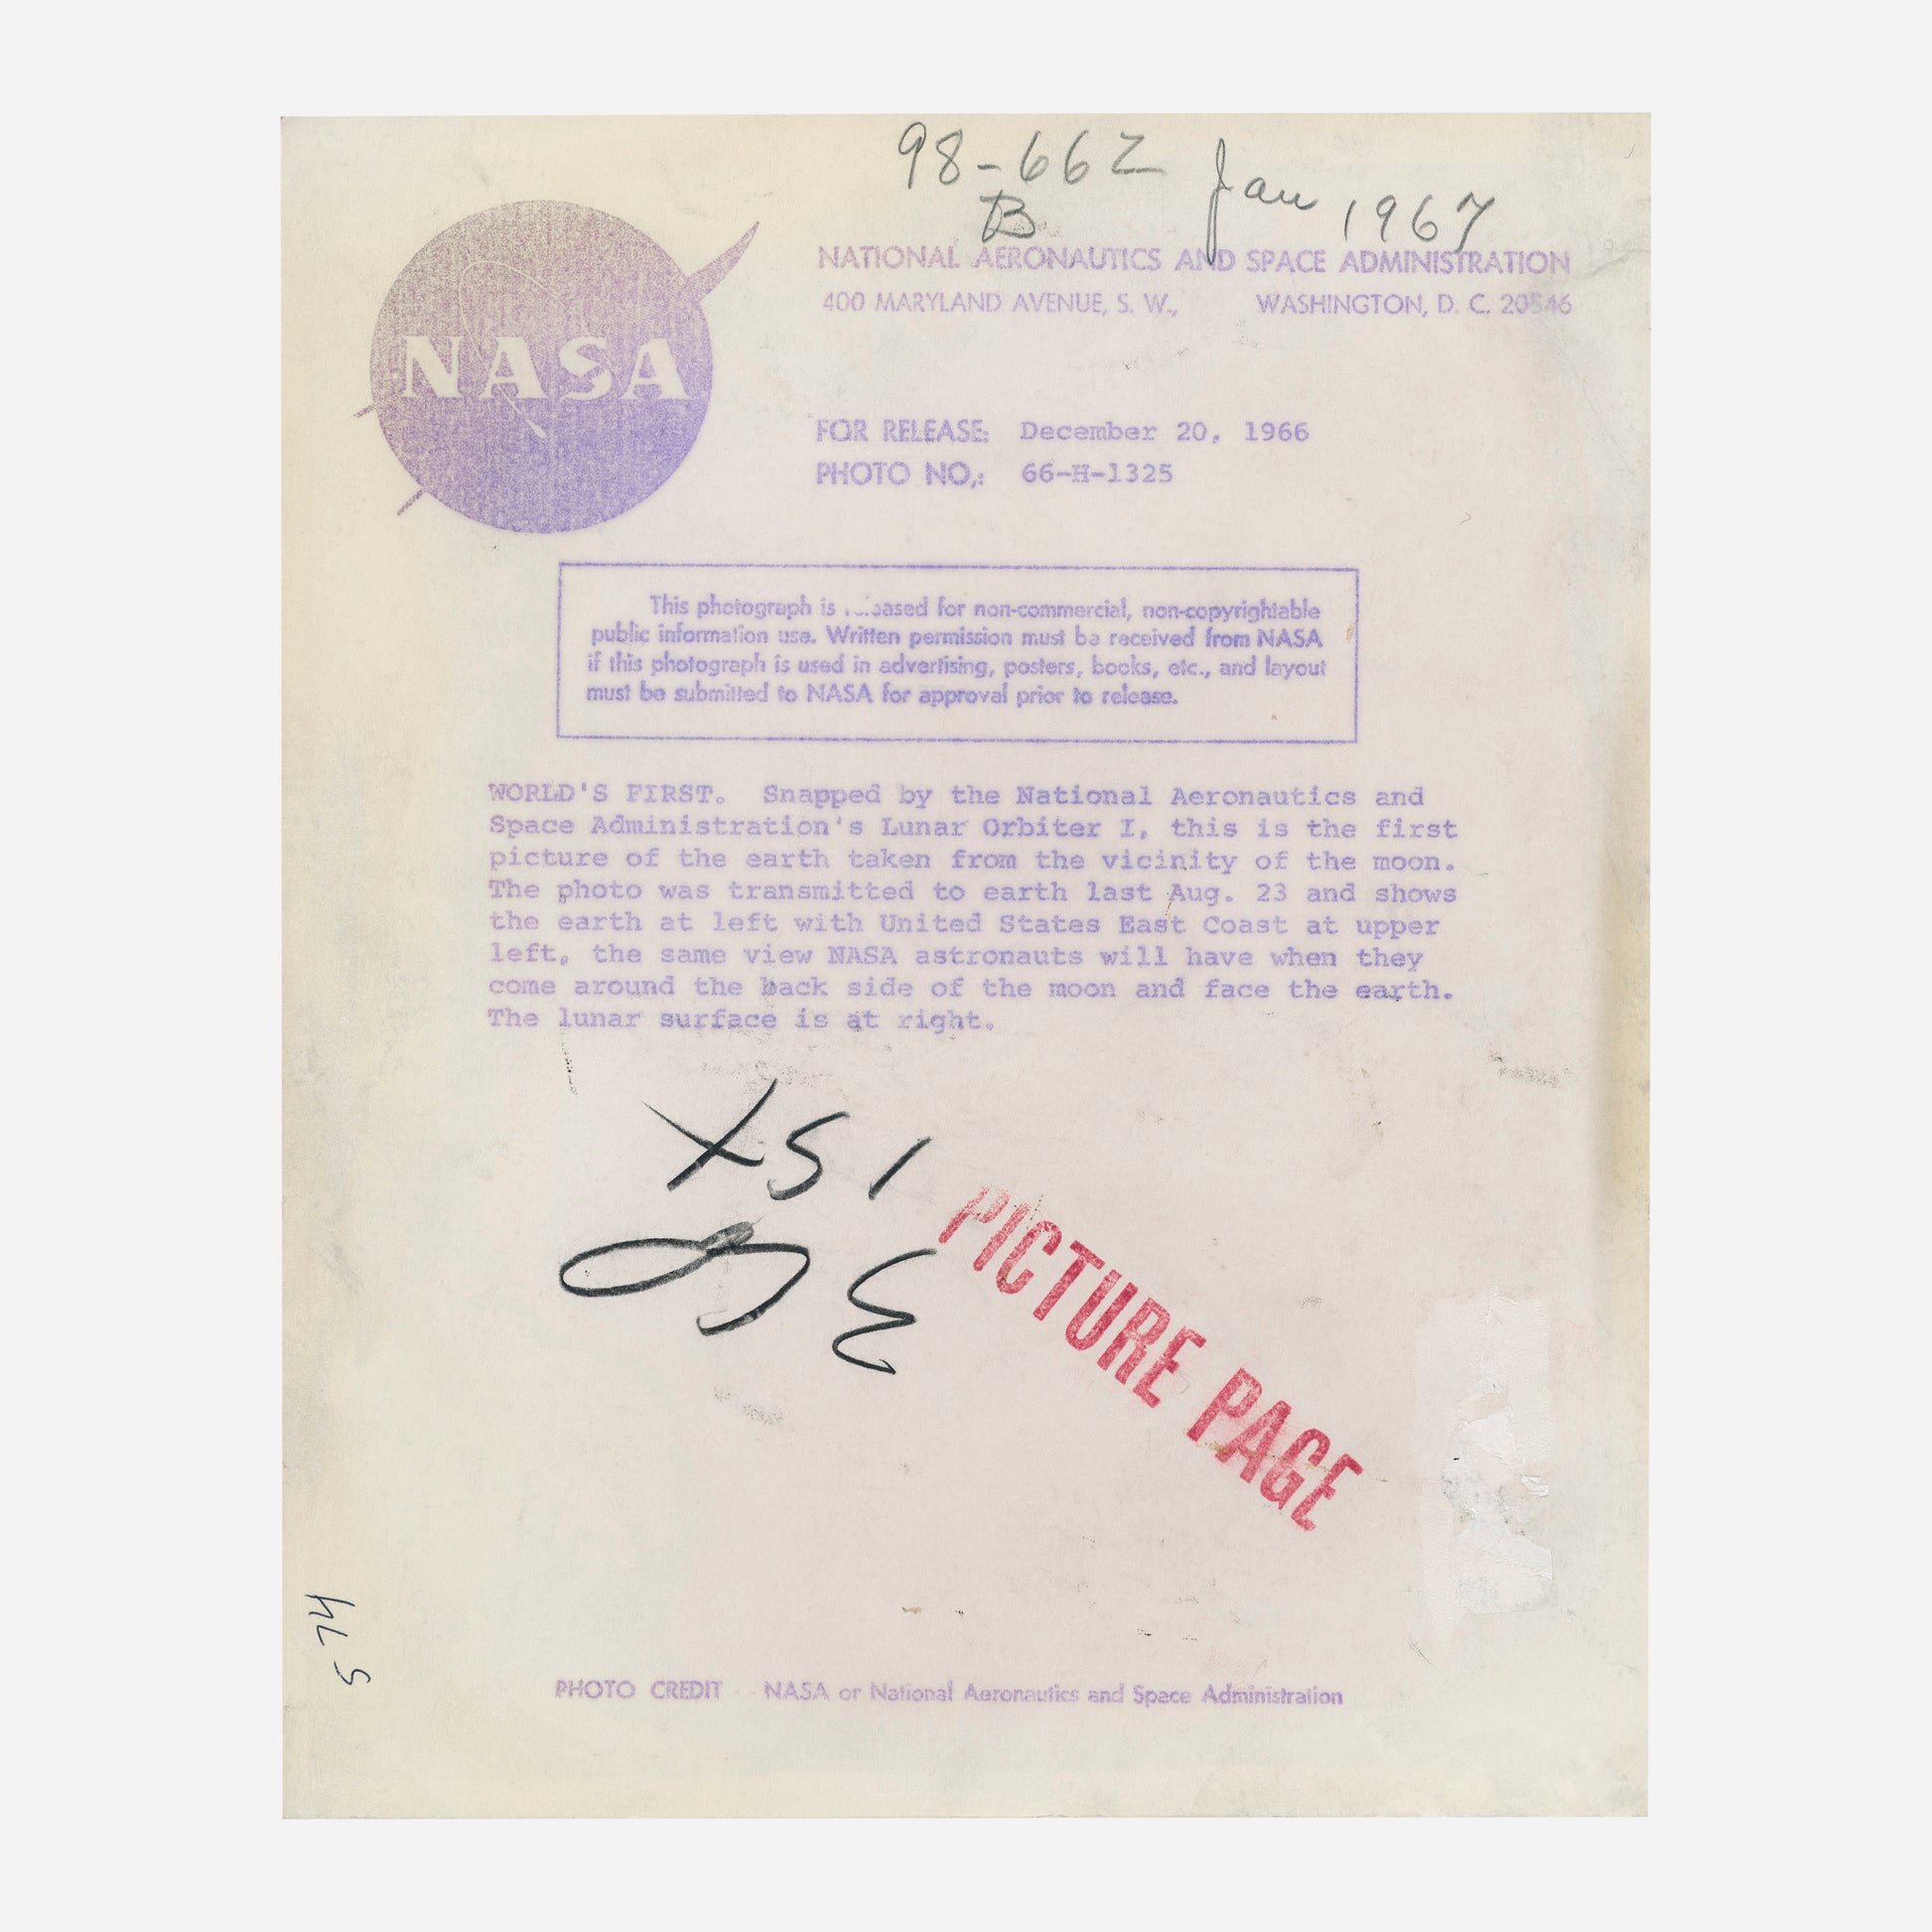 98-66Z Jan 1967
B
NATIONAL AERONAUTICS AND SPACE ADMINISTRATION
400 MARYLAND AVENUE, S. W., WASHINGTON, D. C. 20546
NASA
FOR RELEASE: December 20, 1966
PHOTO NO,: 66-H-1325
This photograph is for non-commercial, non-copyrightable
public information use. Written permission must be received from NASA
if this photograph is used in advertising, posters, books, etc., and layout
must be submitted to NASA for approval prior to release.
WORLD'S FIRST. Snapped by the National Aeronautics and
Space Administration's Lunar Orbiter I, this is the first
picture of the earth taken from the vicinity of the moon.
The photo was transmitted to earth last Aug. 23 and shows
the earth at left with United States East Coast at upper
left, the same view NASA astronauts will have when they
come around the back side of the moon and face the earth.
The lunar surface is at right.
PICTURE PAGE
PHOTO CREDIT -- NASA or National Aeronautics and Space Administration